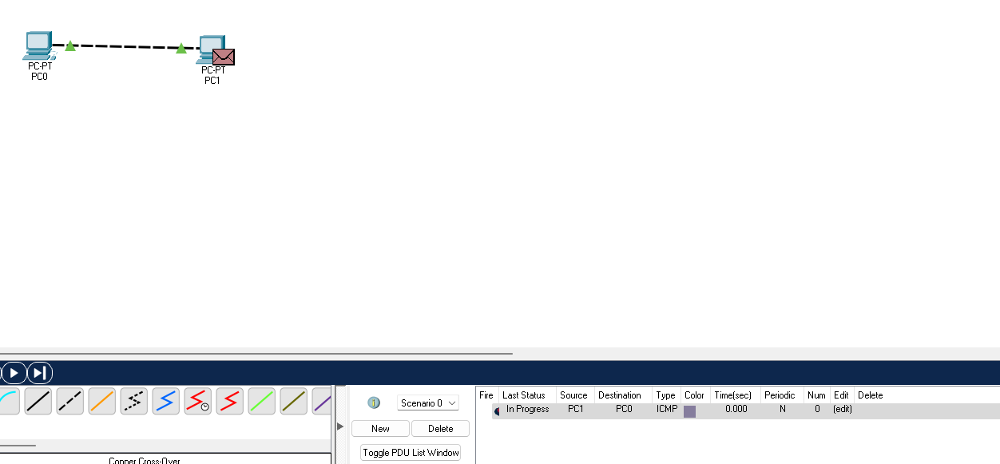 PC-PT
PC0
PC-PT
PC1
1
Scenario 0
New
Delete
Toggle PDU List Window
Fire Last Status Source Destination Type Color Time(sec) Periodic Num Edit Delete
In Progress PC1 PC0 ICMP 0.000 N 0 (edit)
Copper Cross-Over